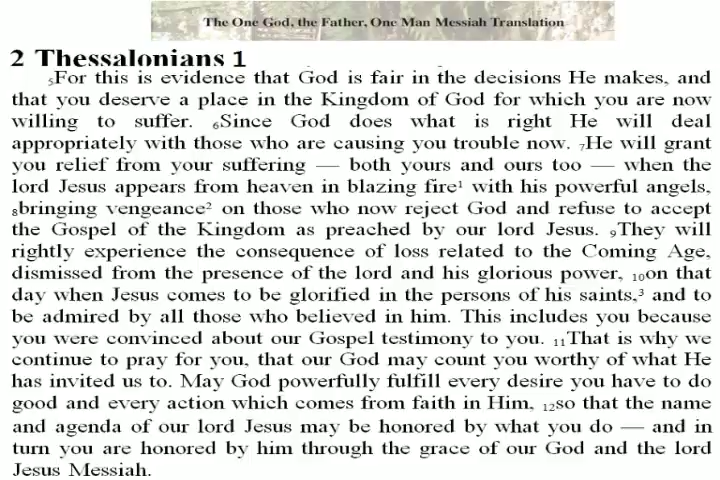 The One God, the Father, One Man Messiah Translation
2 Thessalonians 1
5For this is evidence that God is fair in the decisions He makes, and
that you deserve a place in the Kingdom of God for which you are now
willing to suffer. 6Since God does what is right He will deal
appropriately with those who are causing you trouble now. 7He will grant
you relief from your suffering — both yours and ours too — when the
lord Jesus appears from heaven in blazing fire¹ with his powerful angels,
8bringing vengeance² on those who now reject God and refuse to accept
the Gospel of the Kingdom as preached by our lord Jesus. 9They will
rightly experience the consequence of loss related to the Coming Age,
dismissed from the presence of the lord and his glorious power, 10on that
day when Jesus comes to be glorified in the persons of his saints,³ and to
be admired by all those who believed in him. This includes you because
you were convinced about our Gospel testimony to you. 11That is why we
continue to pray for you, that our God may count you worthy of what He
has invited us to. May God powerfully fulfill every desire you have to do
good and every action which comes from faith in Him, 12so that the name
and agenda of our lord Jesus may be honored by what you do — and in
turn you are honored by him through the grace of our God and the lord
Jesus Messiah.